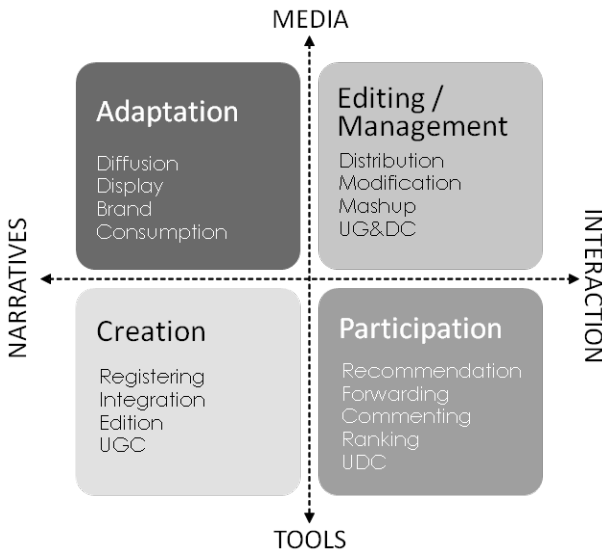 MEDIA
Adaptation
Diffusion
Display
Brand
Consumption
Editing /
Management
Distribution
Modification
Mashup
UG&DC
NARRATIVES
INTERACTION
Creation
Registering
Integration
Edition
UGC
Participation
Recommendation
Forwarding
Commenting
Ranking
UDC
TOOLS